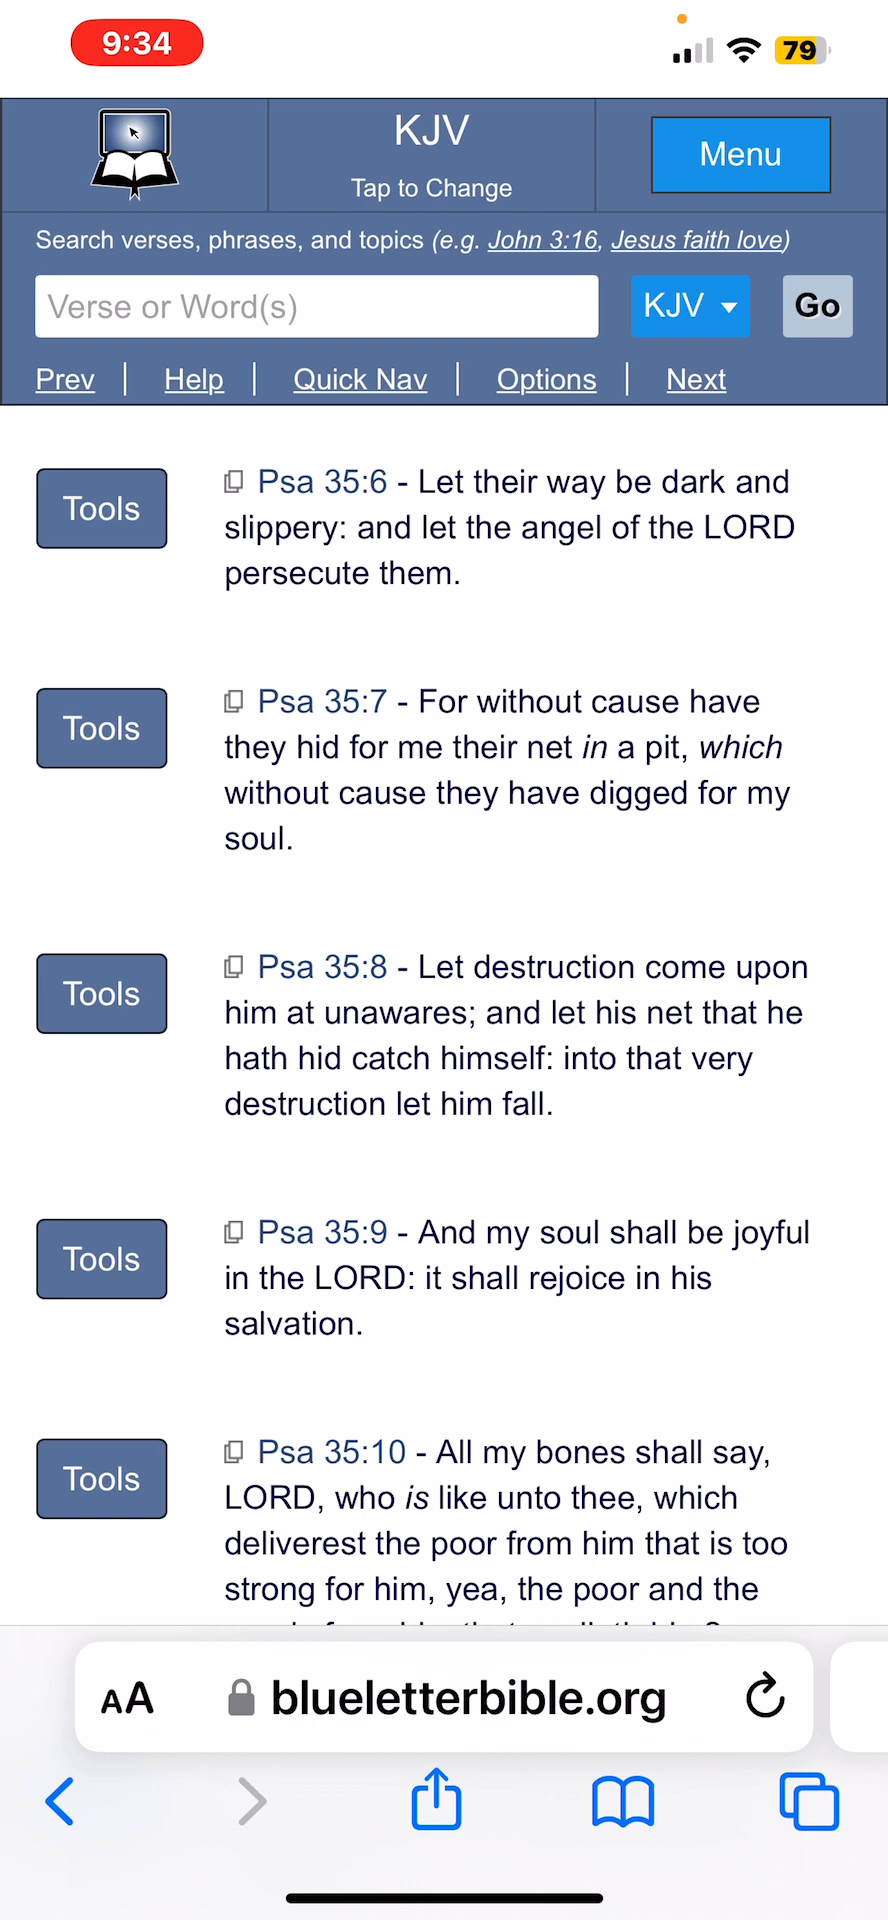 9:34
79
KJV
Tap to Change
Menu
Search verses, phrases, and topics (e.g. John 3:16, Jesus faith love)
Verse or Word(s)
KJV
Go
Prev | Help | Quick Nav | Options | Next
Tools
Psa 35:6 - Let their way be dark and
slippery: and let the angel of the LORD
persecute them.
Tools
Psa 35:7 - For without cause have
they hid for me their net in a pit, which
without cause they have digged for my
soul.
Tools
Psa 35:8 - Let destruction come upon
him at unawares; and let his net that he
hath hid catch himself: into that very
destruction let him fall.
Tools
Psa 35:9 - And my soul shall be joyful
in the LORD: it shall rejoice in his
salvation.
Tools
Psa 35:10 - All my bones shall say,
LORD, who is like unto thee, which
deliverest the poor from him that is too
strong for him, yea, the poor and the
AA
blueletterbible.org